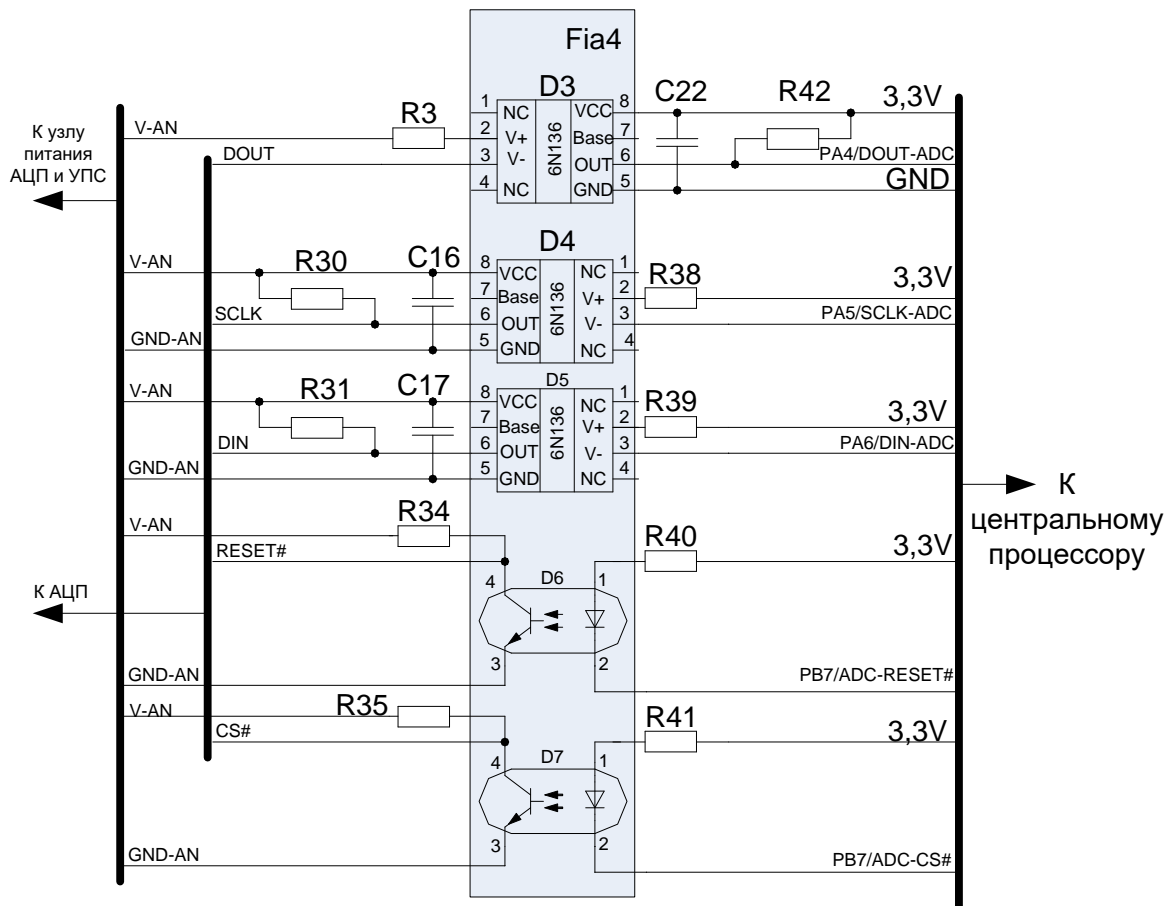 Fia4
D3
C22
R42
3,3V
R3
1
NC
VCC
8
К узлу
питания
АЦП и УПС
V-AN
2
V+
6N136
Base
7
DOUT
3
V-
OUT
6
PA4/DOUT-ADC
4
NC
GND
5
GND
D4
V-AN
R30
C16
8
VCC
NC
1
R38
3,3V
7
Base
6N136
V+
2
SCLK
6
OUT
V-
3
PA5/SCLK-ADC
GND-AN
5
GND
NC
4
D5
V-AN
R31
C17
8
VCC
NC
1
R39
3,3V
7
Base
6N136
V+
2
DIN
6
OUT
V-
3
PA6/DIN-ADC
GND-AN
5
GND
NC
4
К
центральному
процессору
V-AN
R34
R40
3,3V
RESET#
4
D6
1
К АЦП
3
2
GND-AN
PB7/ADC-RESET#
V-AN
R35
R41
3,3V
CS#
4
D7
1
3
2
GND-AN
PB7/ADC-CS#